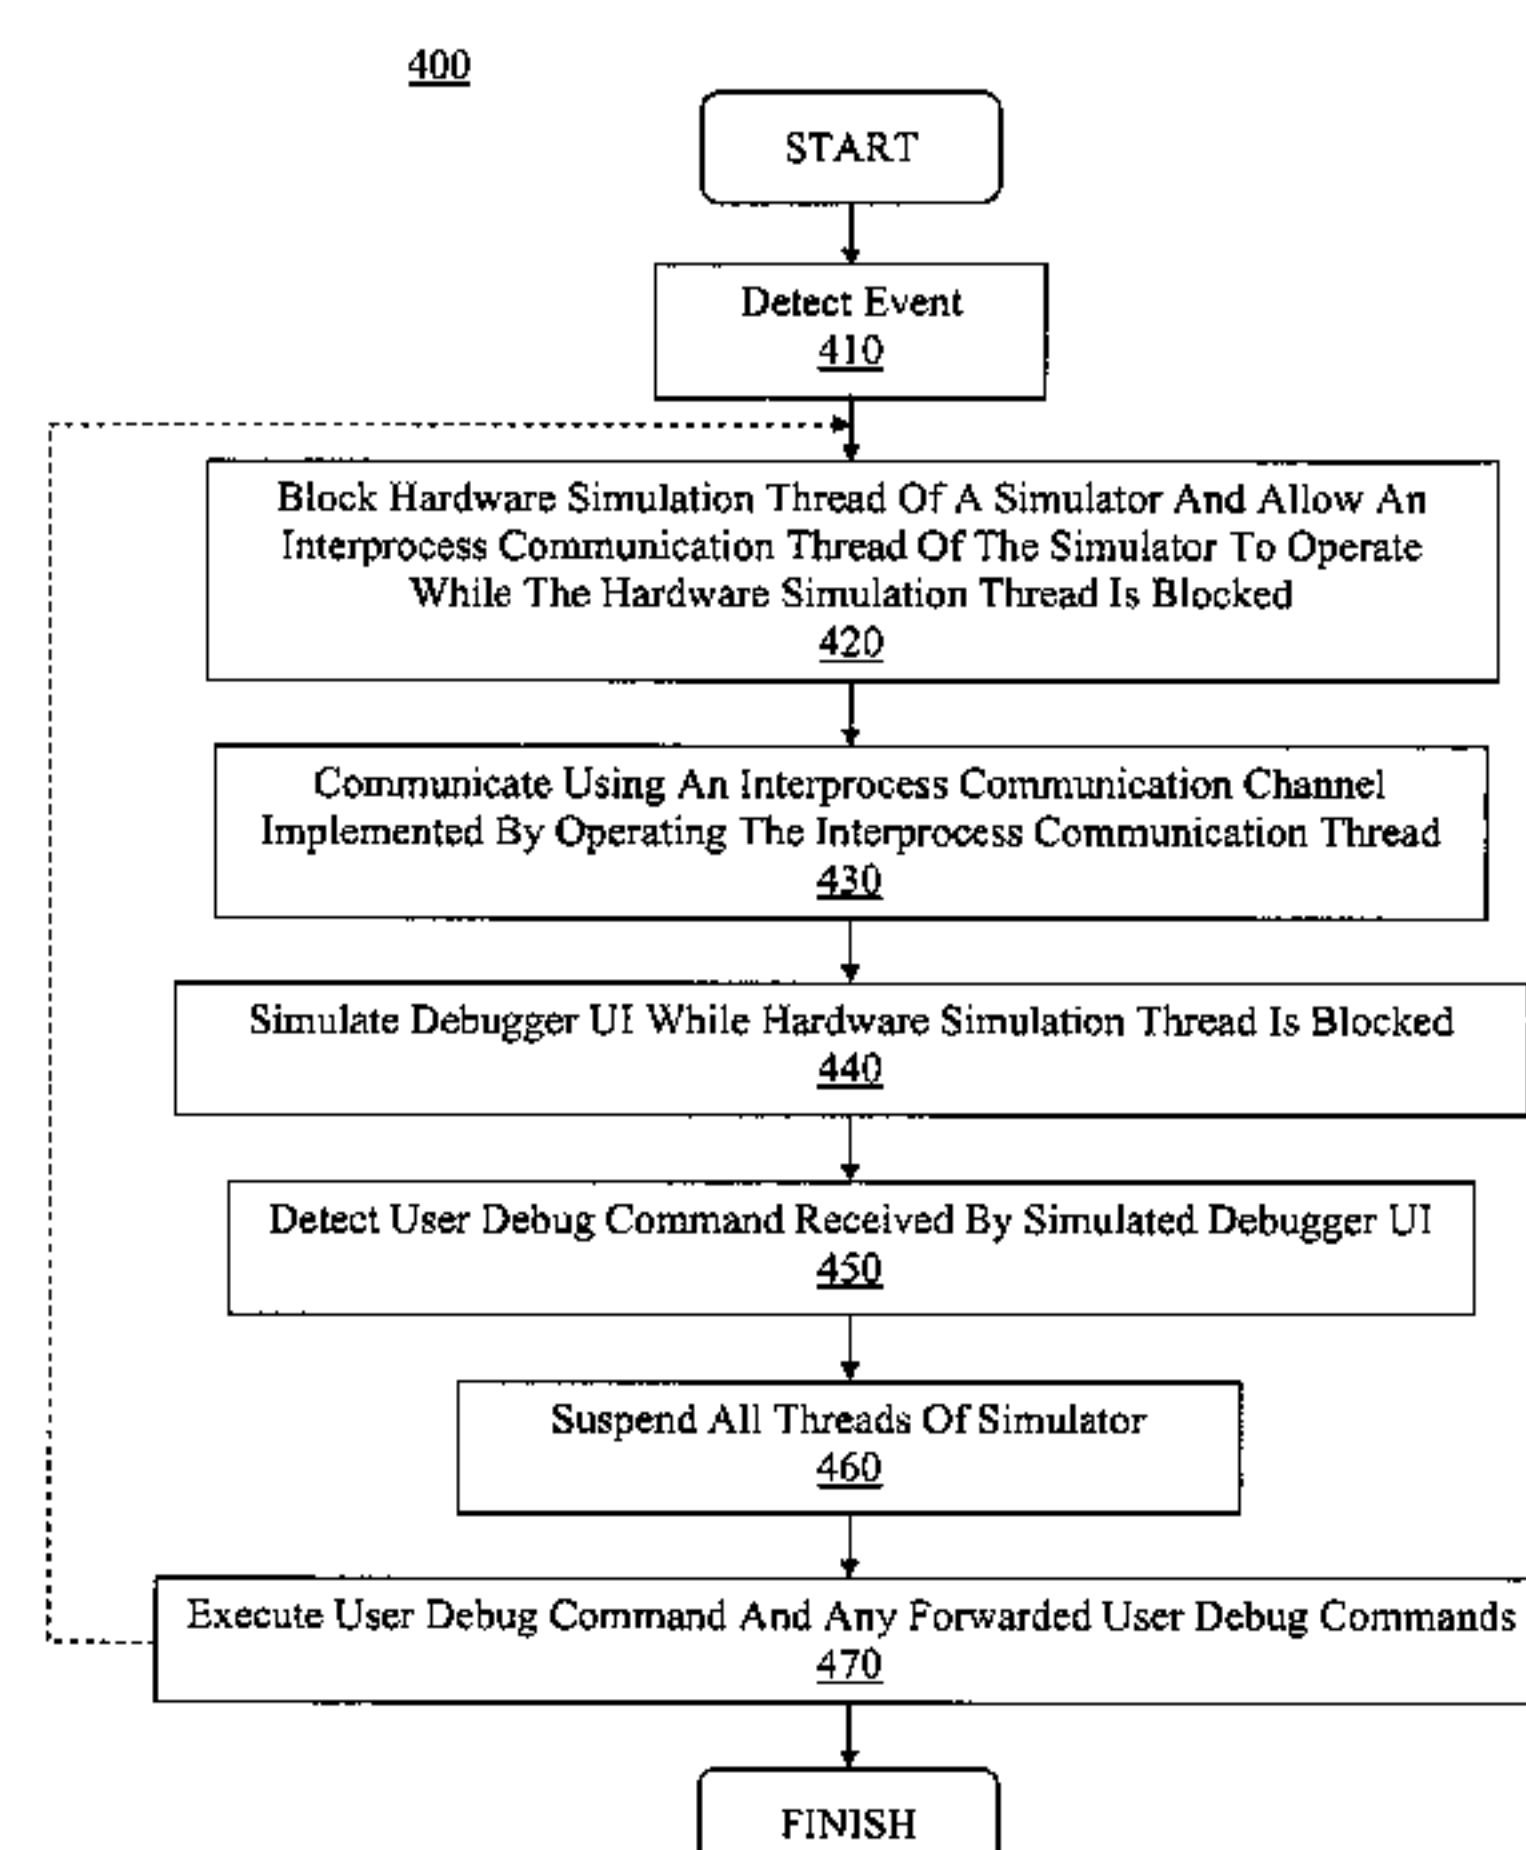 400
START
Detect Event
410
Block Hardware Simulation Thread Of A Simulator And Allow An
Interprocess Communication Thread Of The Simulator To Operate
While The Hardware Simulation Thread Is Blocked
420
Communicate Using An Interprocess Communication Channel
Implemented By Operating The Interprocess Communication Thread
430
Simulate Debugger UI While Hardware Simulation Thread Is Blocked
440
Detect User Debug Command Received By Simulated Debugger UI
450
Suspend All Threads Of Simulator
460
Execute User Debug Command And Any Forwarded User Debug Commands
470
FINISH